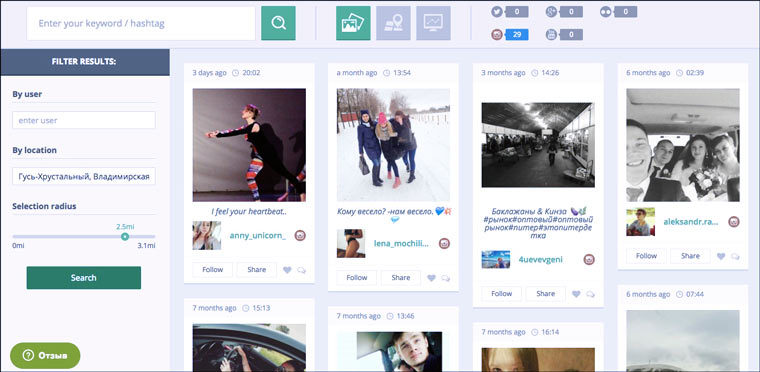 Enter your keyword / hashtag
0
0
0
29
0
FILTER RESULTS:
By user
enter user
By location
Гусь-Хрустальный, Владимирская
Selection radius
2.5mi
0mi
3.1mi
Search
Отзыв
3 days ago 20:02
I feel your heartbeat..
anny_unicorn_
Follow
Share
7 months ago 15:13
a month ago 13:54
Кому весело? -нам весело.
lena_mochili...
Follow
Share
7 months ago 13:46
3 months ago 14:26
Баклажаны & Кинза
#рынок#оптовый#оптовый
рынок#питер#этопитерде
тка
4uevevgeni
Follow
Share
7 months ago 16:14
6 months ago 02:39
aleksandr.ra...
Follow
Share
6 months ago 07:44